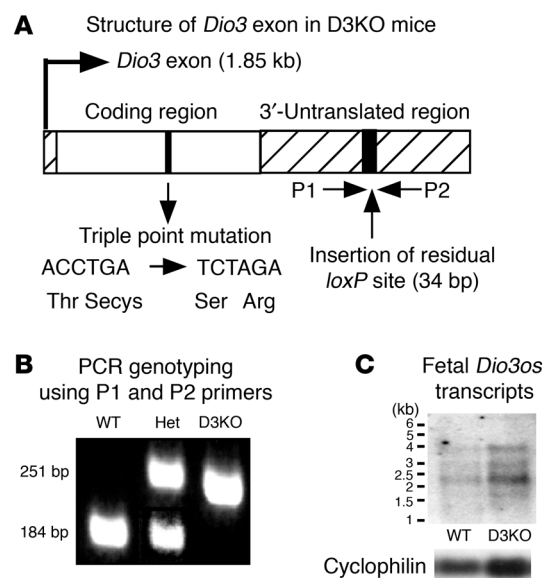 A Structure of Dio3 exon in D3KO mice
Dio3 exon (1.85 kb)
Coding region 3′-Untranslated region
P1 P2
Triple point mutation
ACCTGA TCTAGA
Thr Secys Ser Arg
Insertion of residual
loxP site (34 bp)
B PCR genotyping
using P1 and P2 primers
WT Het D3KO
251 bp
184 bp
C Fetal Dio3os
transcripts
(kb)
6
5
4
3
2.5
2
1.5
1
WT D3KO
Cyclophilin